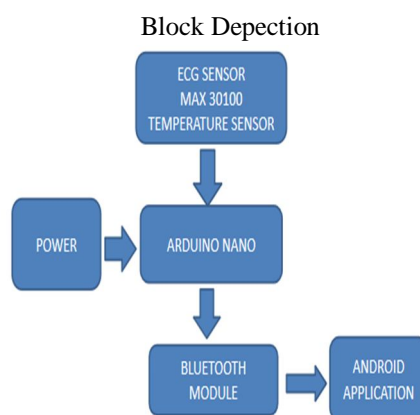 Block Depection
ECG SENSOR
MAX 30100
TEMPERATURE SENSOR
POWER
ARDUINO NANO
BLUETOOTH
MODULE
ANDROID
APPLICATION